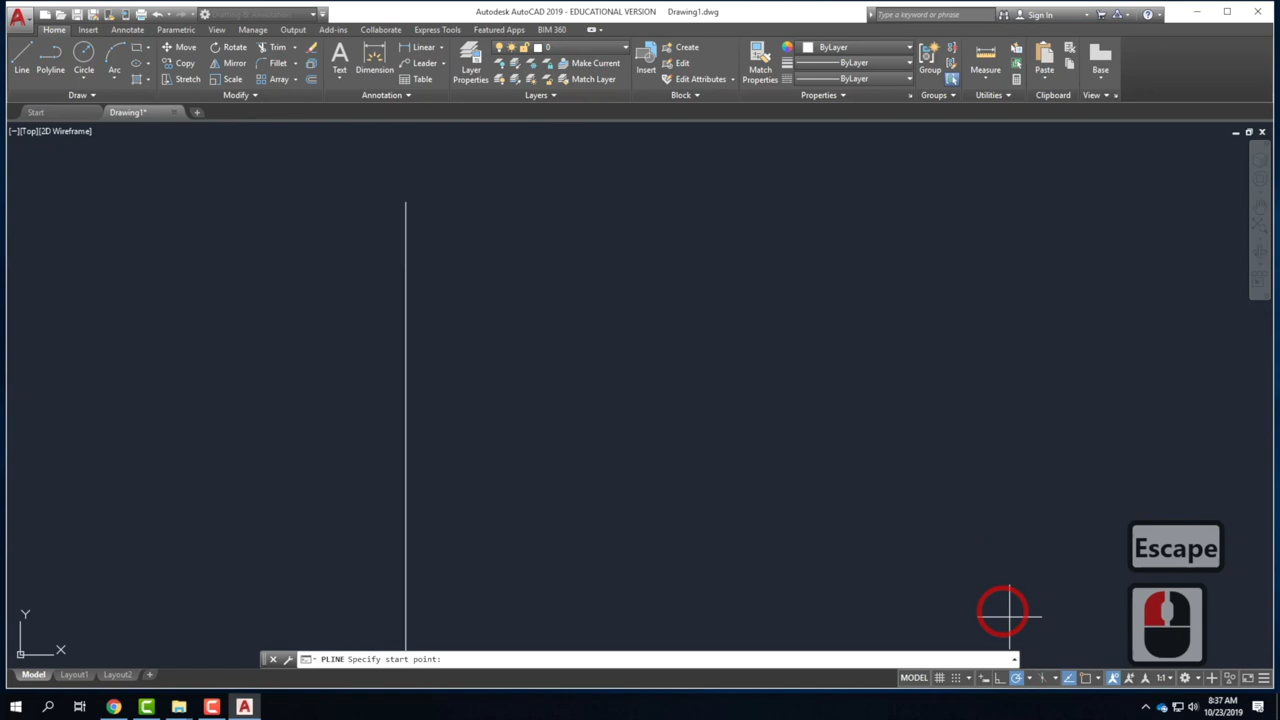 Autodesk AutoCAD 2019 - EDUCATIONAL VERSION Drawing1.dwg
Drafting & Annotation
Type a keyword or phrase
Sign In
Home Insert Annotate Parametric View Manage Output Add-ins Collaborate Express Tools Featured Apps BIM 360
Line Polyline Circle Arc
Move Rotate Trim
Copy Mirror Fillet
Stretch Scale Array
Text Dimension
Linear
Leader
Table
Layer Properties
0
Make Current
Match Layer
Insert
Create
Edit
Edit Attributes
Match Properties
ByLayer
ByLayer
ByLayer
Group
Measure
Paste
Base
Draw Modify Annotation Layers Block Properties Groups Utilities Clipboard View
Start Drawing1*
[−][Top][2D Wireframe]
Escape
Y
X
PLINE Specify start point:
Model Layout1 Layout2 +
MODEL 1:1
8:37 AM
10/23/2019